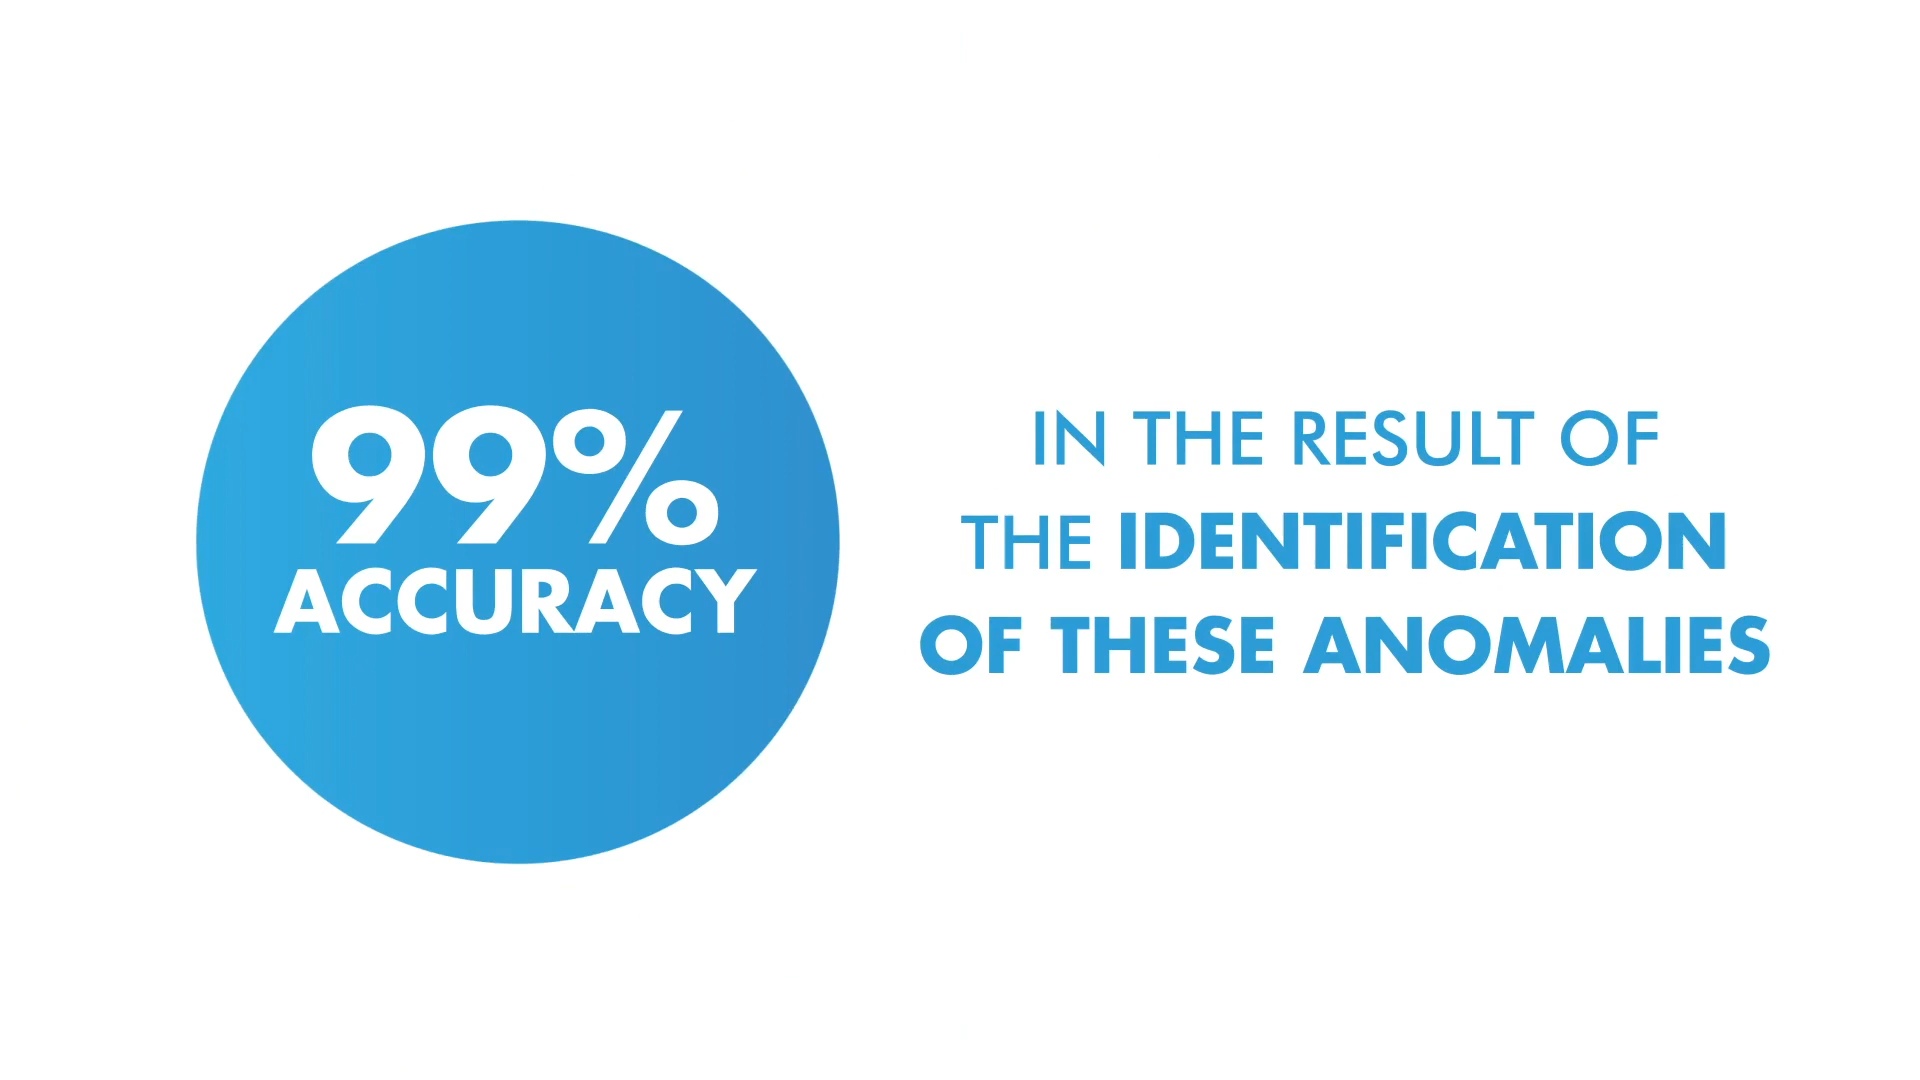 99%
ACCURACY
IN THE RESULT OF
THE IDENTIFICATION
OF THESE ANOMALIES